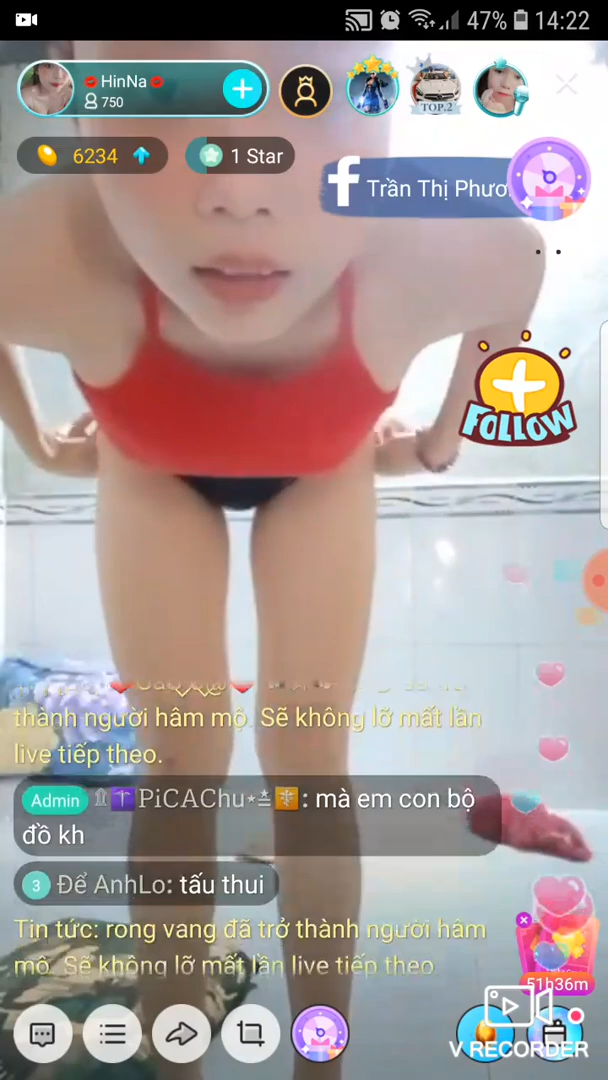 47% 14:22
HinNa
750
TOP.2
6234
1 Star
f Trần Thị Phươ
FOLLOW
thành người hâm mộ. Sẽ không lỡ mất lần
live tiếp theo.
Admin PiCAChu: mà em con bộ
đồ kh
3 Để AnhLo: tấu thui
Tin tức: rong vang đã trở thành người hâm
mộ. Sẽ không lỡ mất lần live tiếp theo.
51h36m
V RECORDER